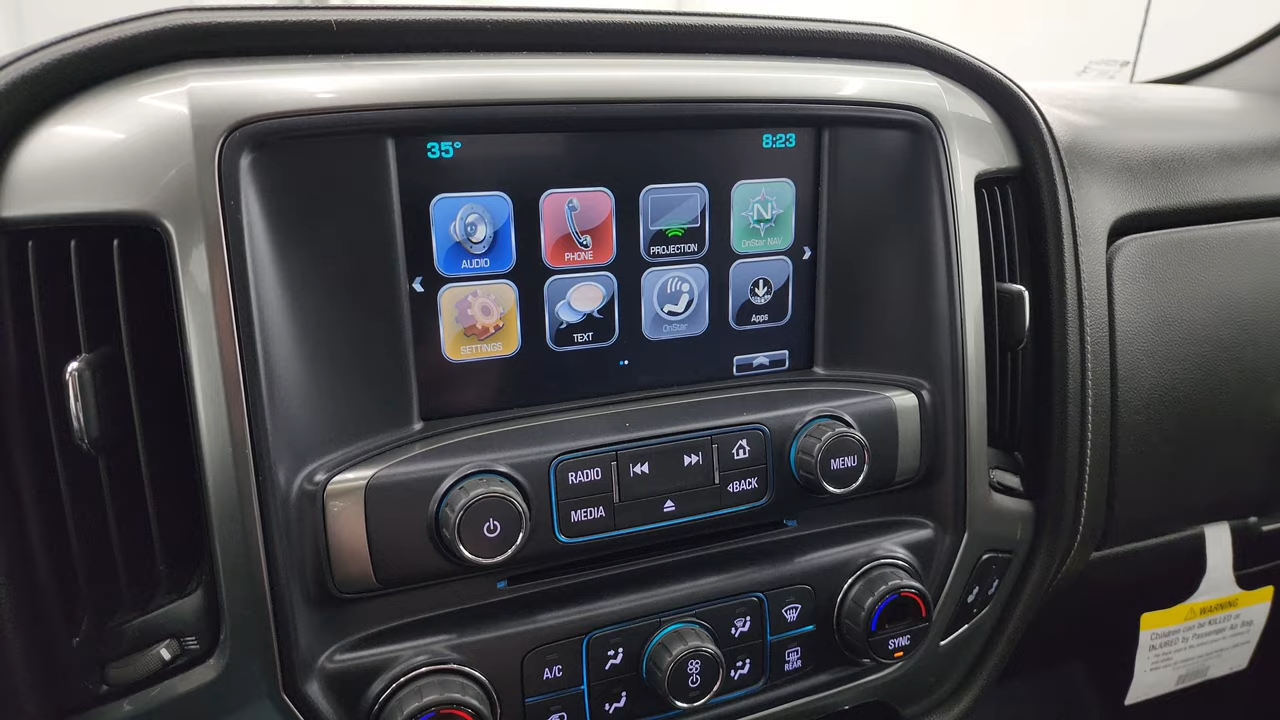 35°
8:23
AUDIO
PHONE
PROJECTION
N
OnStar NAV
SETTINGS
TEXT
OnStar
Apps
RADIO
MEDIA
BACK
MENU
A/C
REAR
SYNC
WARNING
Children can be KILLED or
INJURED by Passenger Air Bag.